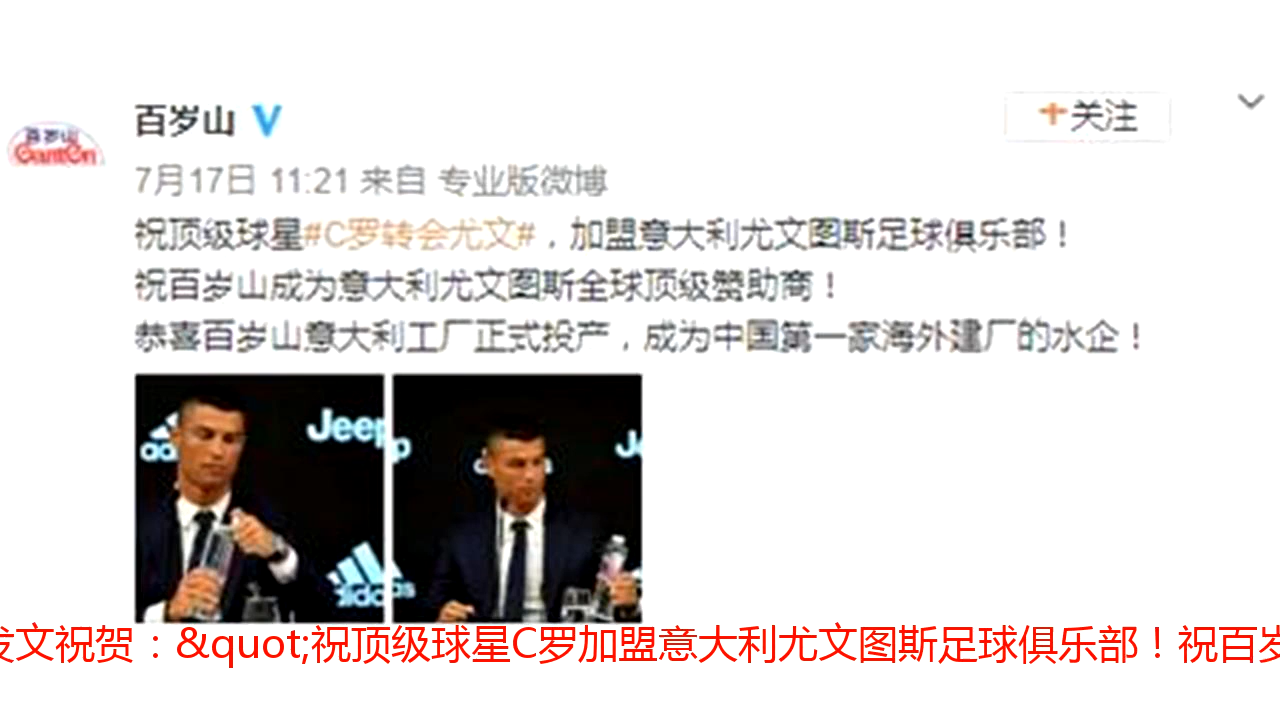 百岁山
关注
百岁山
Ganten
7月17日 11:21 来自 专业版微博
祝顶级球星#C罗转会尤文#，加盟意大利尤文图斯足球俱乐部！
祝百岁山成为意大利尤文图斯全球顶级赞助商！
恭喜百岁山意大利工厂正式投产，成为中国第一家海外建厂的水企！
Jeep
adidas
发文祝贺：&quot;祝顶级球星C罗加盟意大利尤文图斯足球俱乐部！祝百岁